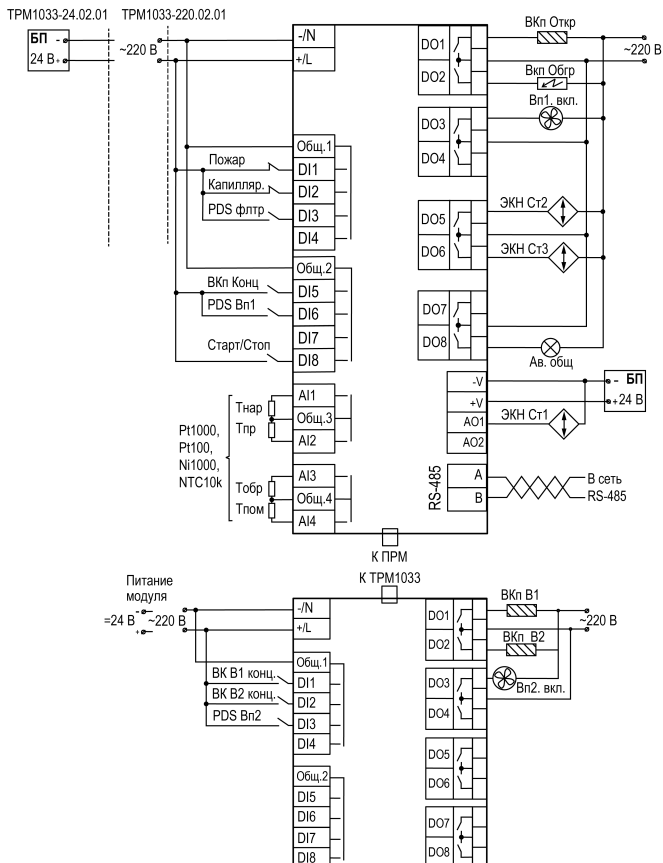 ТРМ1033-24.02.01 ТРМ1033-220.02.01
БП -
24 В+
~220 В
-/N
+/L
Общ.1
Пожар
DI1
Капилляр.
DI2
PDS флтр
DI3
DI4
Общ.2
ВКп Конц
DI5
PDS Вп1
DI6
DI7
Старт/Стоп
DI8
AI1
Тнар
Общ.3
Тпр
AI2
Pt1000,
Pt100,
Ni1000,
NTC10k
AI3
Тобр
Общ.4
Тпом
AI4
DO1
ВКп Откр
~220 В
DO2
Вкп Обгр
Вп1. вкл.
DO3
DO4
ЭКН Ст2
DO5
DO6
ЭКН Ст3
DO7
DO8
Ав. общ
-V
- БП
+V
+24 В
AO1
ЭКН Ст1
AO2
RS-485
A
B
В сеть
RS-485
К ПРМ
К ТРМ1033
Питание
модуля
=24 В - ~220 В
+
-/N
+/L
Общ.1
ВК В1 конц.
DI1
ВК В2 конц.
DI2
PDS Вп2
DI3
DI4
Общ.2
DI5
DI6
DI7
DI8
ВКп В1
DO1
~220 В
DO2
ВКп В2
DO3
Вп2. вкл.
DO4
DO5
DO6
DO7
DO8